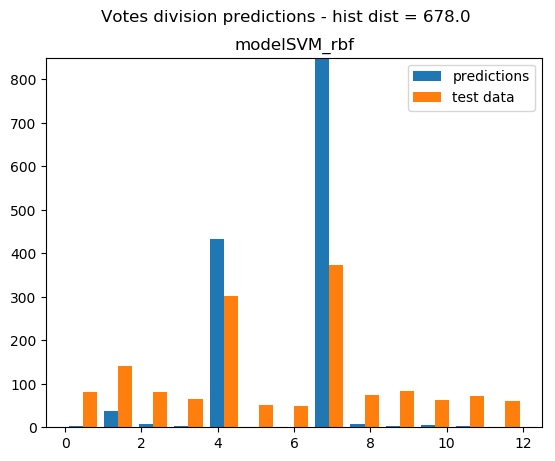 Votes division predictions - hist dist = 678.0
modelSVM_rbf
predictions
test data
800
700
600
500
400
300
200
100
0
0 2 4 6 8 10 12